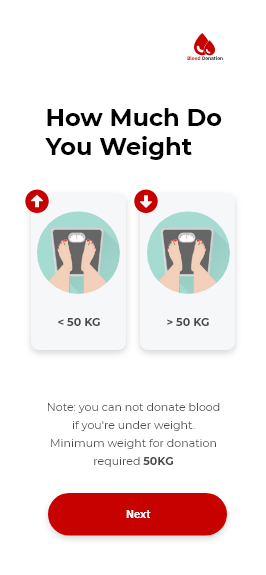 Blood Donation
How Much Do
You Weight
< 50 KG
> 50 KG
Note: you can not donate blood
if you're under weight.
Minimum weight for donation
required 50KG
Next